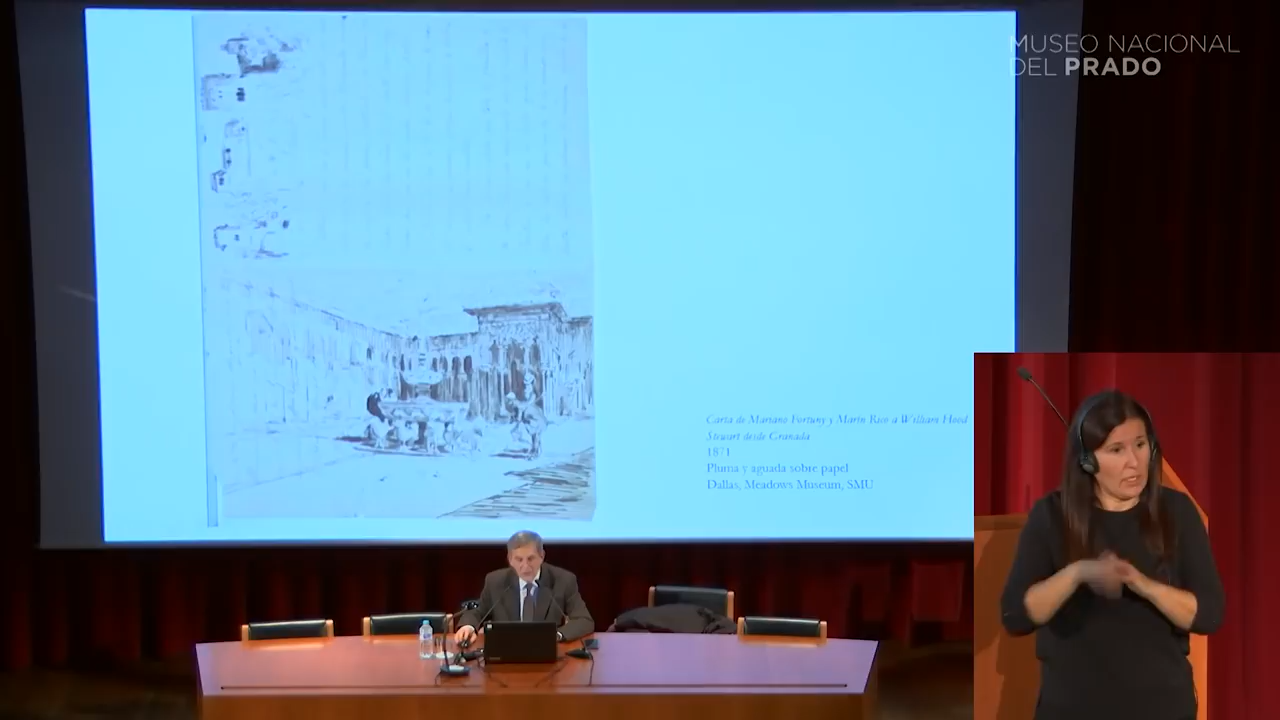 MUSEO NACIONAL
DEL PRADO
Carta de Mariano Fortuny y Martín Rico a William Hood
Stewart desde Granada
1871
Pluma y aguada sobre papel
Dallas, Meadows Museum, SMU